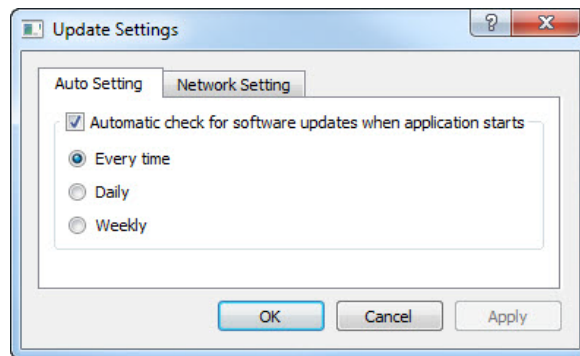 Update Settings
?
X
Auto Setting Network Setting
Automatic check for software updates when application starts
Every time
Daily
Weekly
OK Cancel Apply